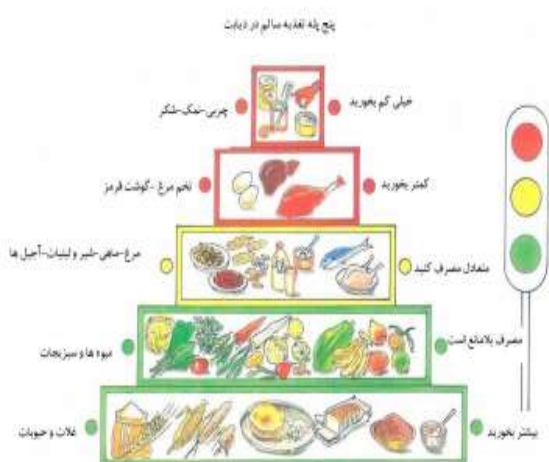 پنج پله تغذیه سالم در دیابت
خیلی کم بخورید
چربی-نمک-شکر
کمتر بخورید
تخم مرغ -گوشت قرمز
متعادل مصرف کنید
مرغ-ماهی-شیر و لبنیات-آجیل ها
مصرف بلامانع است
میوه ها و سبزیجات
بیشتر بخورید
غلات و حبوبات